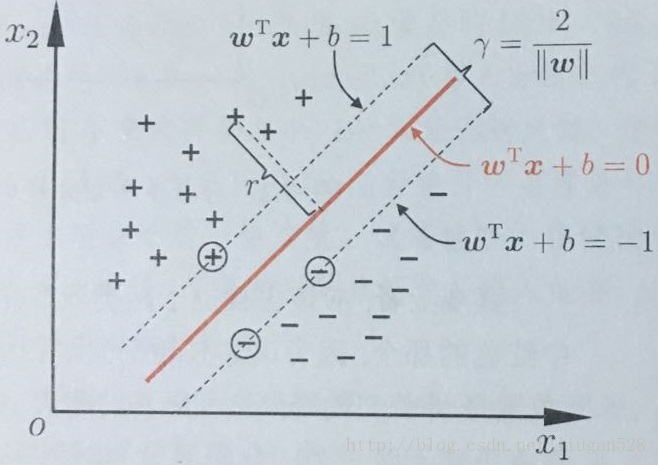 x₂
wᵀx + b = 1
γ = 2 / ‖w‖
r
wᵀx + b = 0
wᵀx + b = −1
O
x₁